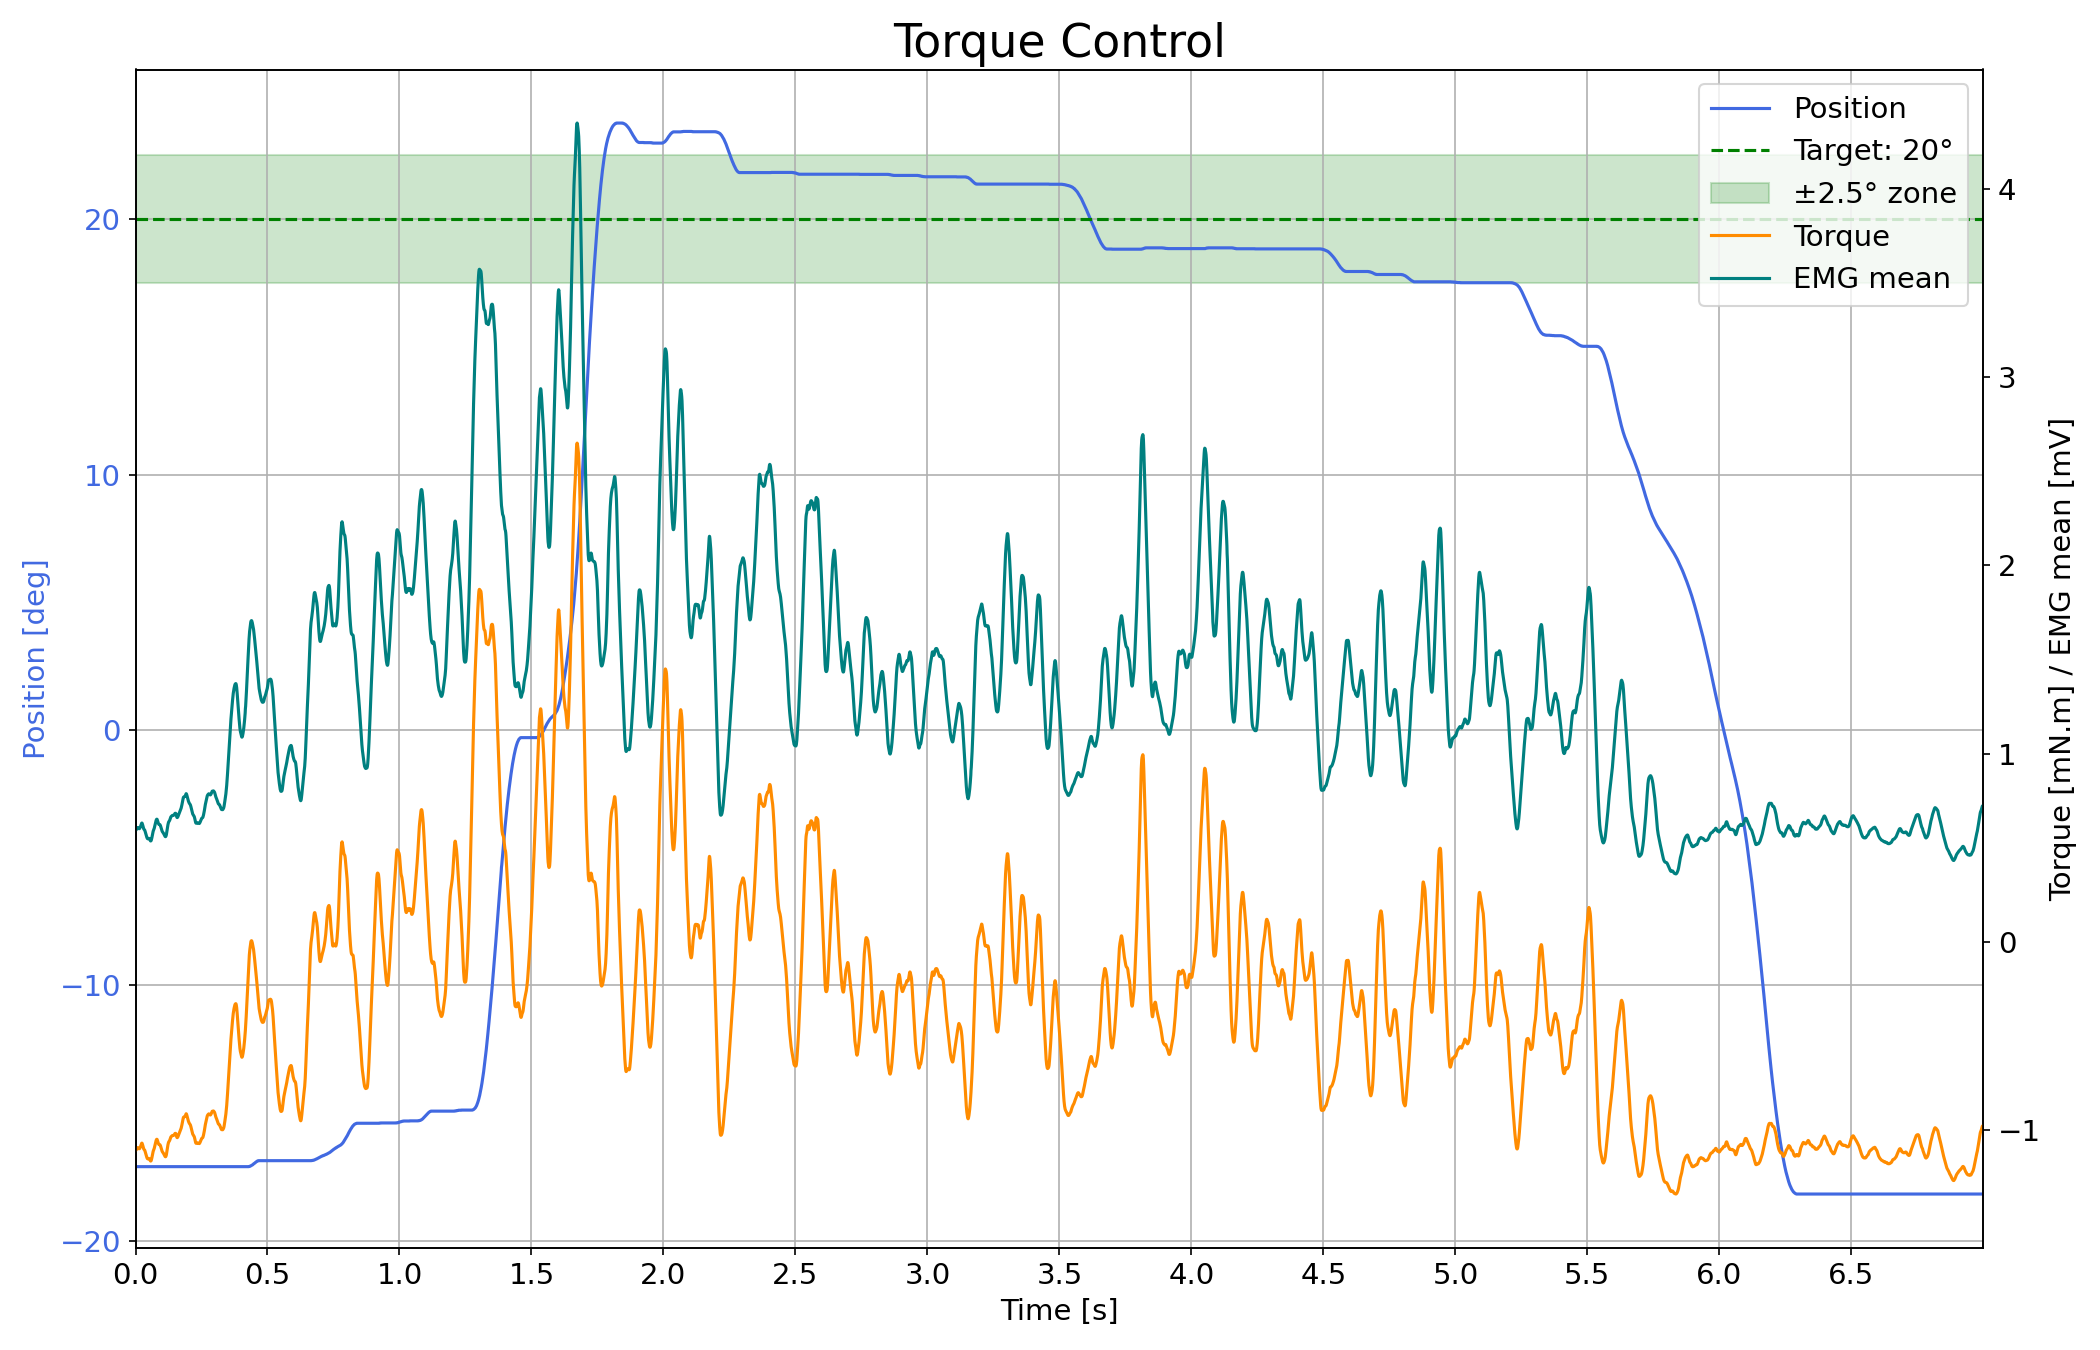 Torque Control
Position
Target: 20°
±2.5° zone
Torque
EMG mean
20
10
0
−10
−20
Position [deg]
4
3
2
1
0
−1
Torque [mN.m] / EMG mean [mV]
0.0 0.5 1.0 1.5 2.0 2.5 3.0 3.5 4.0 4.5 5.0 5.5 6.0 6.5
Time [s]